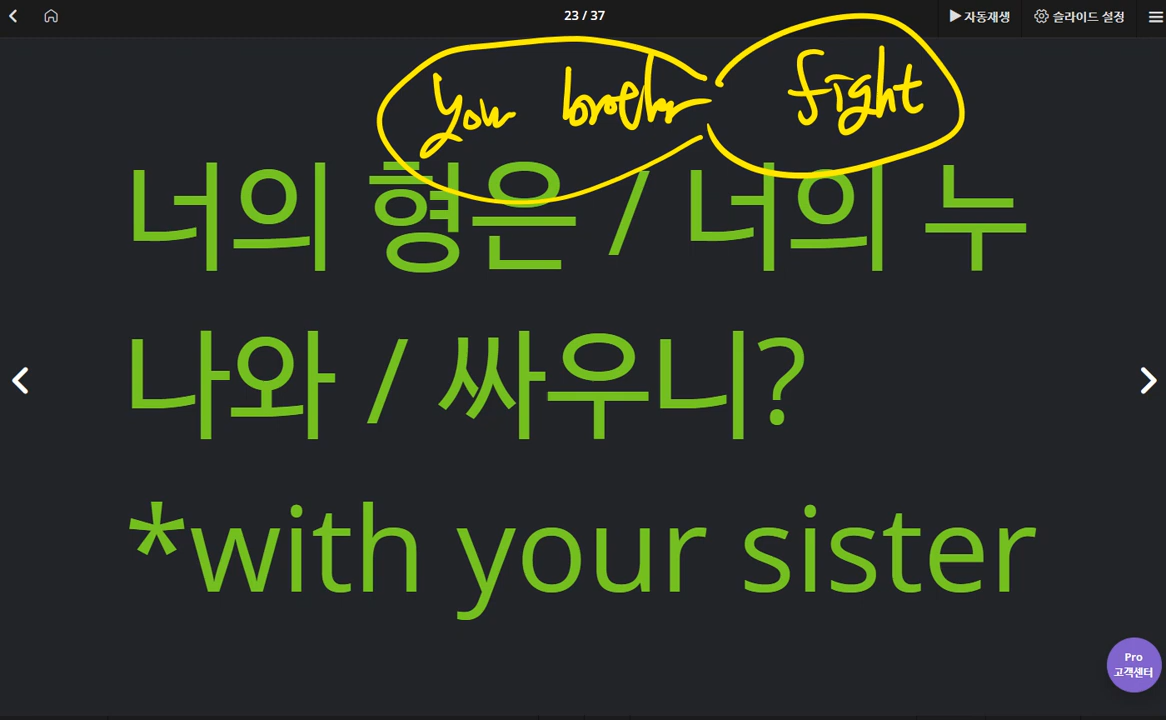 23 / 37
▶ 자동재생
슬라이드 설정
your brother
fight
너의 형은 / 너의 누
나와 / 싸우니?
*with your sister
Pro
고객센터